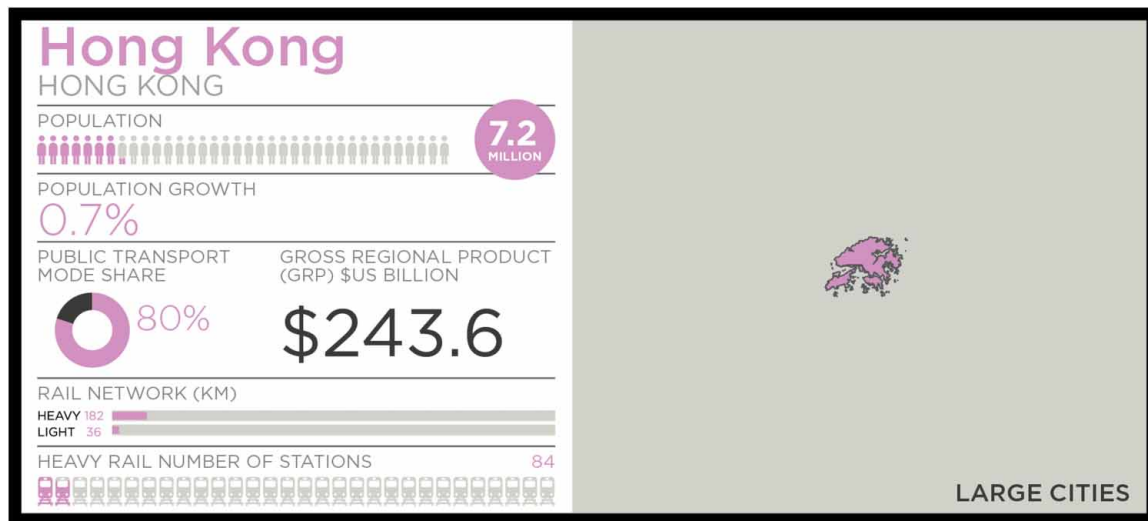 Hong Kong
HONG KONG
POPULATION
7.2
MILLION
POPULATION GROWTH
0.7%
PUBLIC TRANSPORT
MODE SHARE
80%
GROSS REGIONAL PRODUCT
(GRP) $US BILLION
$243.6
RAIL NETWORK (KM)
HEAVY 182
LIGHT 36
HEAVY RAIL NUMBER OF STATIONS 84
LARGE CITIES